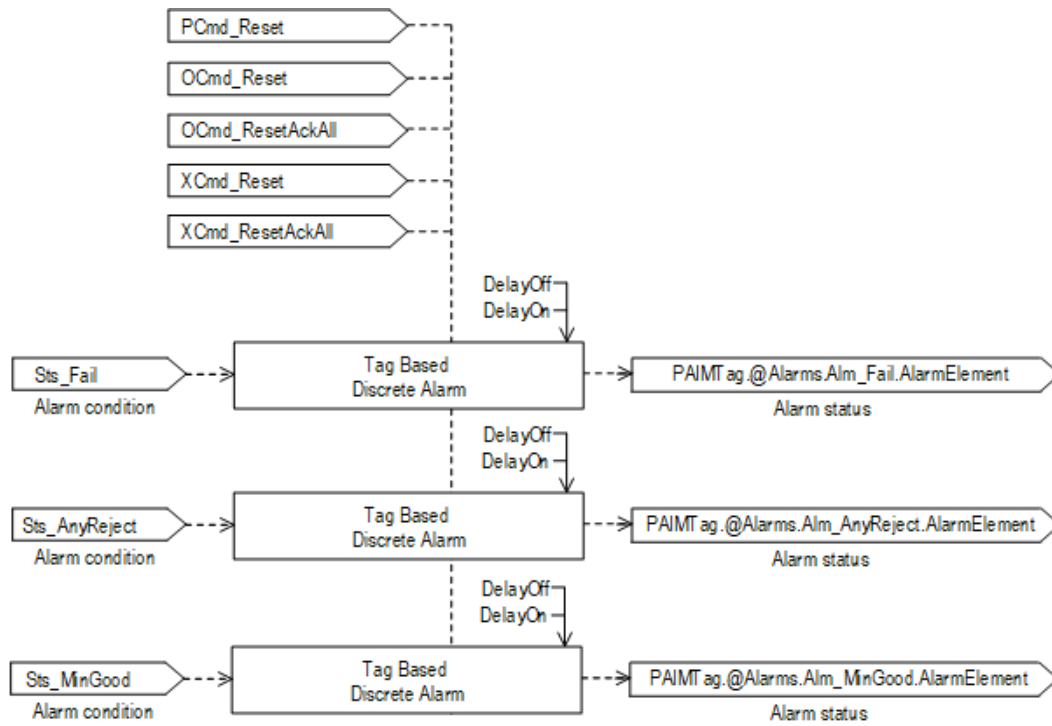 PCmd_Reset
OCmd_Reset
OCmd_ResetAckAll
XCmd_Reset
XCmd_ResetAckAll
DelayOff
DelayOn
Sts_Fail
Tag Based
Discrete Alarm
PAIMTag.@Alarms.Alm_Fail.AlarmElement
Alarm condition
Alarm status
DelayOff
DelayOn
Sts_AnyReject
Tag Based
Discrete Alarm
PAIMTag.@Alarms.Alm_AnyReject.AlarmElement
Alarm condition
Alarm status
DelayOff
DelayOn
Sts_MinGood
Tag Based
Discrete Alarm
PAIMTag.@Alarms.Alm_MinGood.AlarmElement
Alarm condition
Alarm status